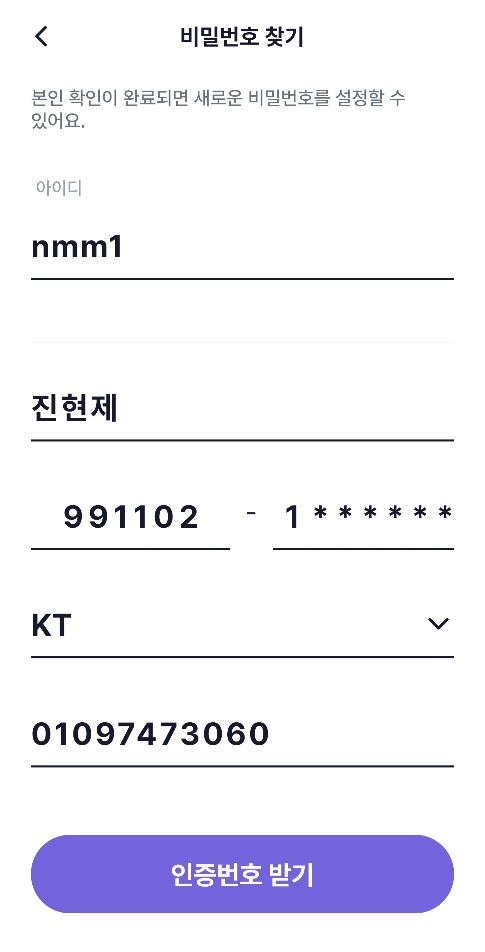 비밀번호 찾기
본인 확인이 완료되면 새로운 비밀번호를 설정할 수
있어요.
아이디
nmm1
진현제
991102 - 1******
KT
01097473060
인증번호 받기